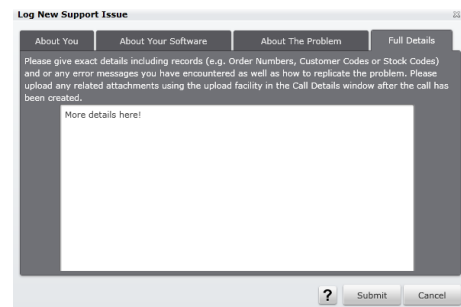 Log New Support Issue
About You
About Your Software
About The Problem
Full Details
Please give exact details including records (e.g. Order Numbers, Customer Codes or Stock Codes)
and or any error messages you have encountered as well as how to replicate the problem. Please
upload any related attachments using the upload facility in the Call Details window after the call has
been created.
More details here!
?
Submit
Cancel